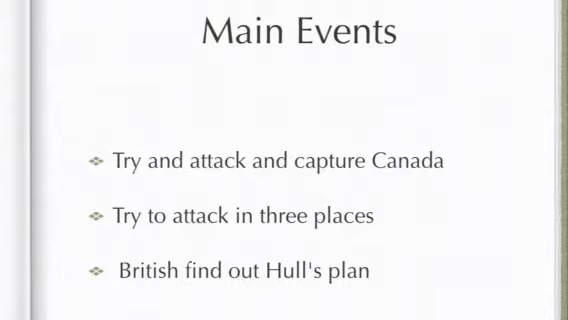 Main Events
Try and attack and capture Canada
Try to attack in three places
British find out Hull's plan